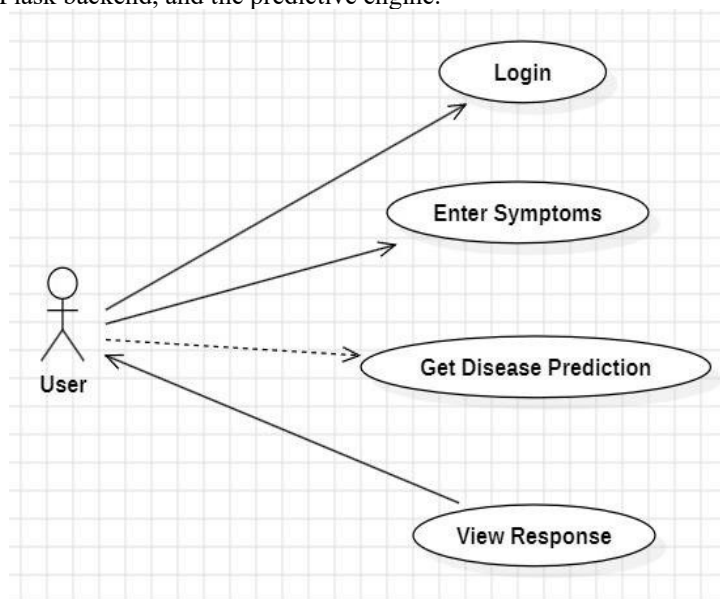 Flask backend, and the predictive engine.
Login
Enter Symptoms
Get Disease Prediction
User
View Response